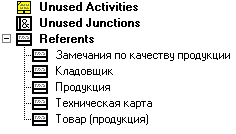 Unused Activities
Unused Junctions
Referents
Замечания по качеству продукции
Кладовщик
Продукция
Техническая карта
Товар (продукция)